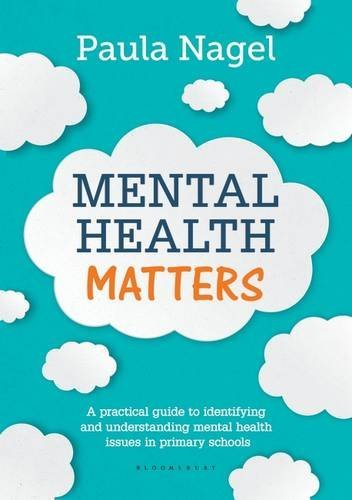 Paula Nagel
MENTAL
HEALTH
MATTERS
A practical guide to identifying
and understanding mental health
issues in primary schools
BLOOMSBURY